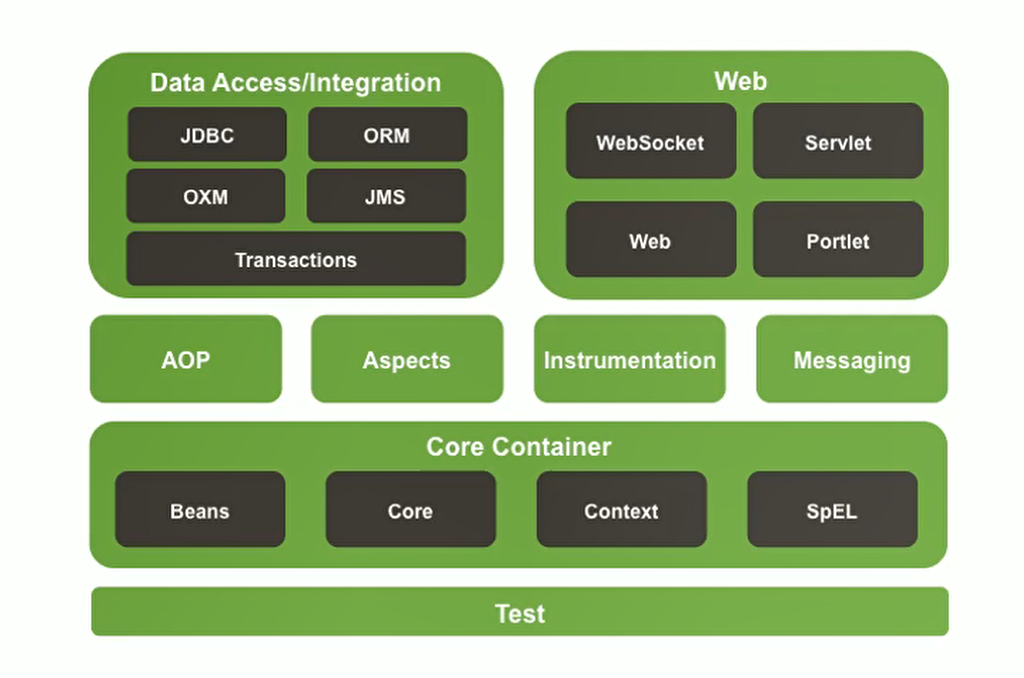 Data Access/Integration
JDBC
ORM
OXM
JMS
Transactions
Web
WebSocket
Servlet
Web
Portlet
AOP
Aspects
Instrumentation
Messaging
Core Container
Beans
Core
Context
SpEL
Test